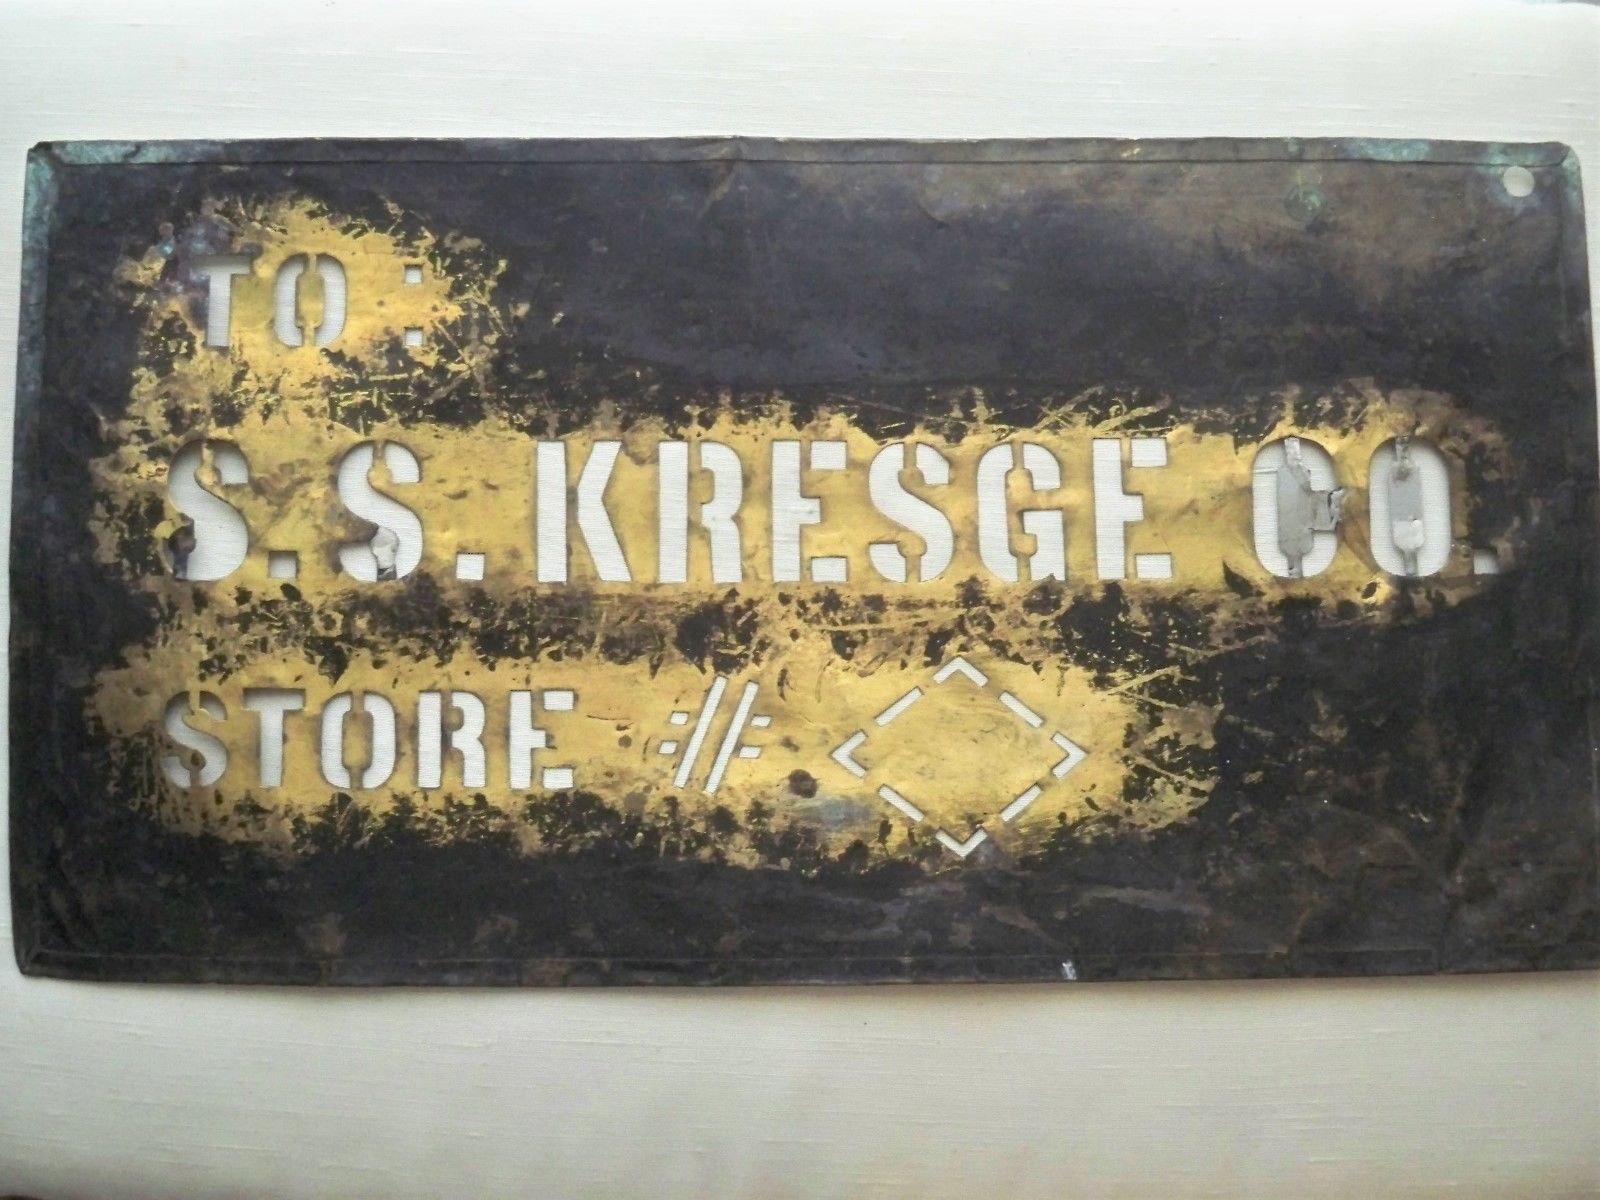 TO:
S.S. KRESGE CO.
STORE #